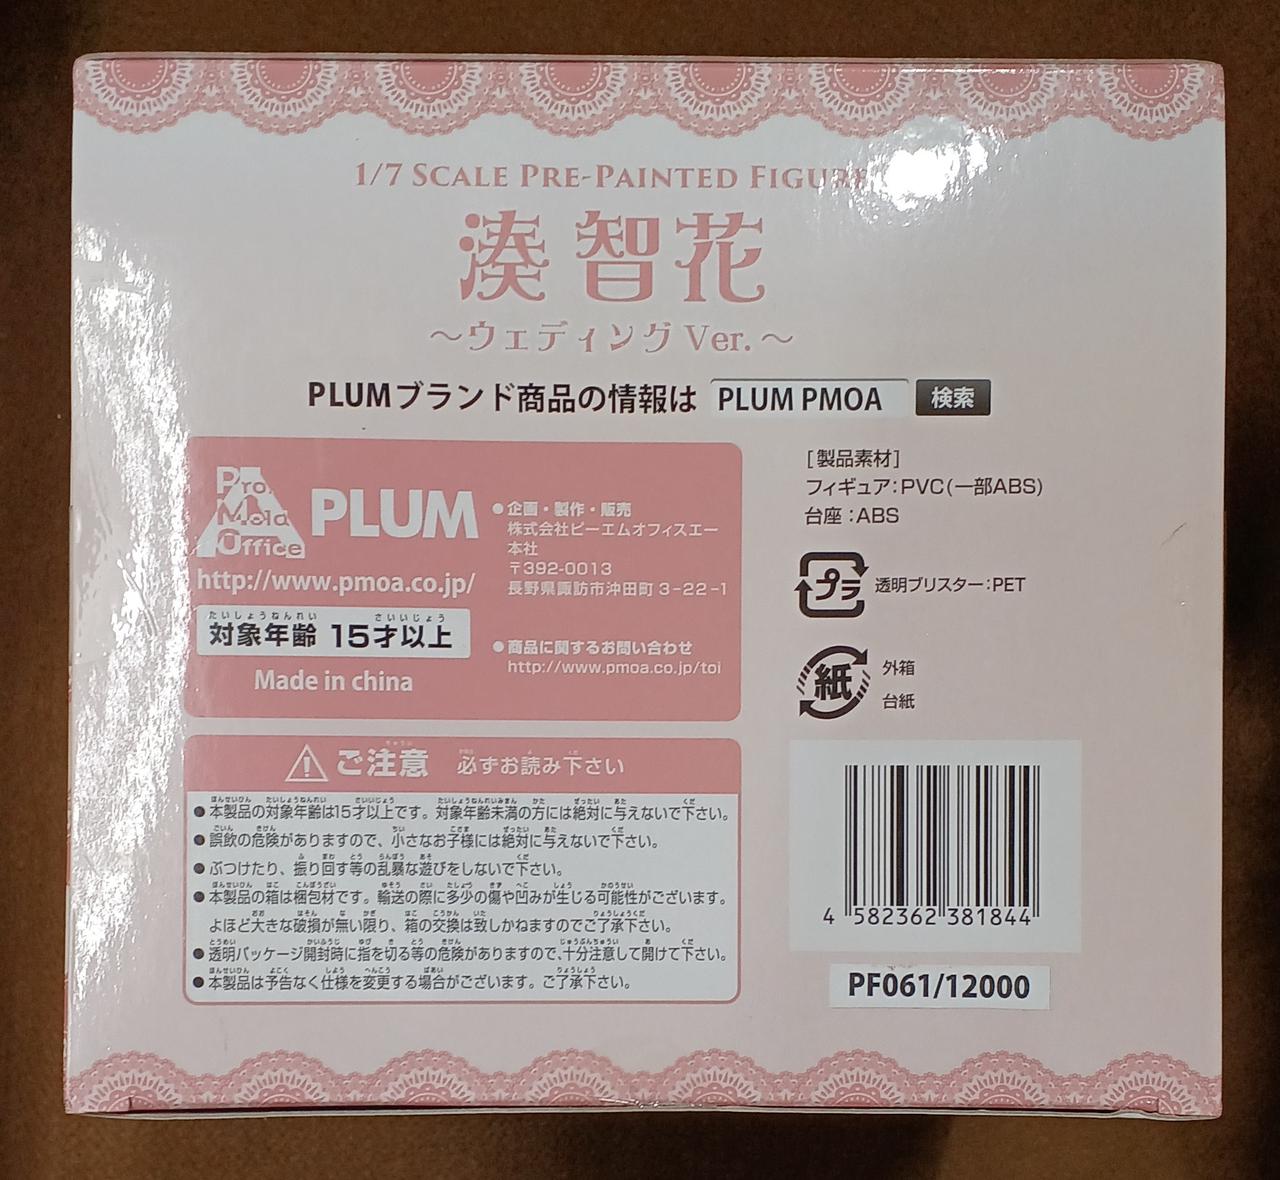 1/7 SCALE PRE-PAINTED FIGURE
湊 智花
～ウェディングVer.～
PLUMブランド商品の情報は PLUM PMOA 検索
Pro.
Mold
Office
PLUM
http://www.pmoa.co.jp/
たいしょうねんれい さいいじょう
対象年齢 15才以上
Made in china
●企画・製作・販売
株式会社ピーエムオフィスエー
本社
〒392-0013
長野県諏訪市沖田町 3-22-1
●商品に関するお問い合わせ
http://www.pmoa.co.jp/toi
[製品素材]
フィギュア：PVC(一部ABS)
台座：ABS
プラ 透明ブリスター：PET
紙 外箱
台紙
ご注意 必ずお読み下さい
●本製品の対象年齢は15才以上です。対象年齢未満の方には絶対に与えないで下さい。
●誤飲の危険がありますので、小さなお子様には絶対に与えないで下さい。
●ぶつけたり、振り回す等の乱暴な遊びをしないで下さい。
●本製品の箱は梱包材です。輸送の際に多少の傷や凹みが生じる可能性がございます。
よほど大きな破損が無い限り、箱の交換は致しかねますのでご了承下さい。
●透明パッケージ開封時に指を切る等の危険がありますので、十分注意して開けて下さい。
●本製品は予告なく仕様を変更する場合がございます。ご了承下さい。
4 582362 381844
PF061/12000